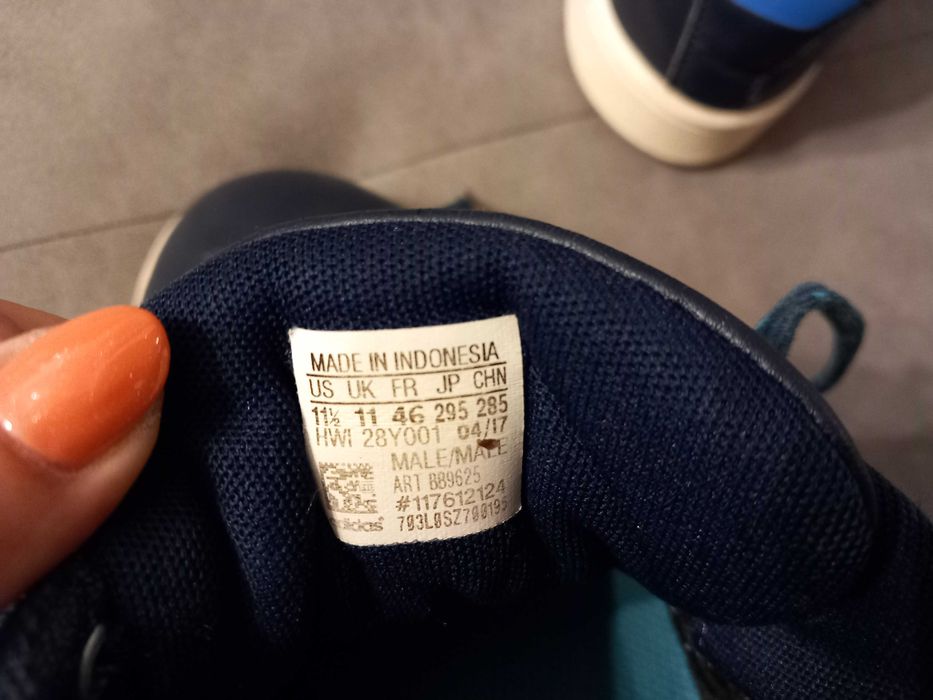 MADE IN INDONESIA
US UK FR JP CHN
11½ 11 46 295 285
HWI 28Y001 04/17
MALE/MALE
ART BB9625
#117612124
adidas 703L0SZ700195